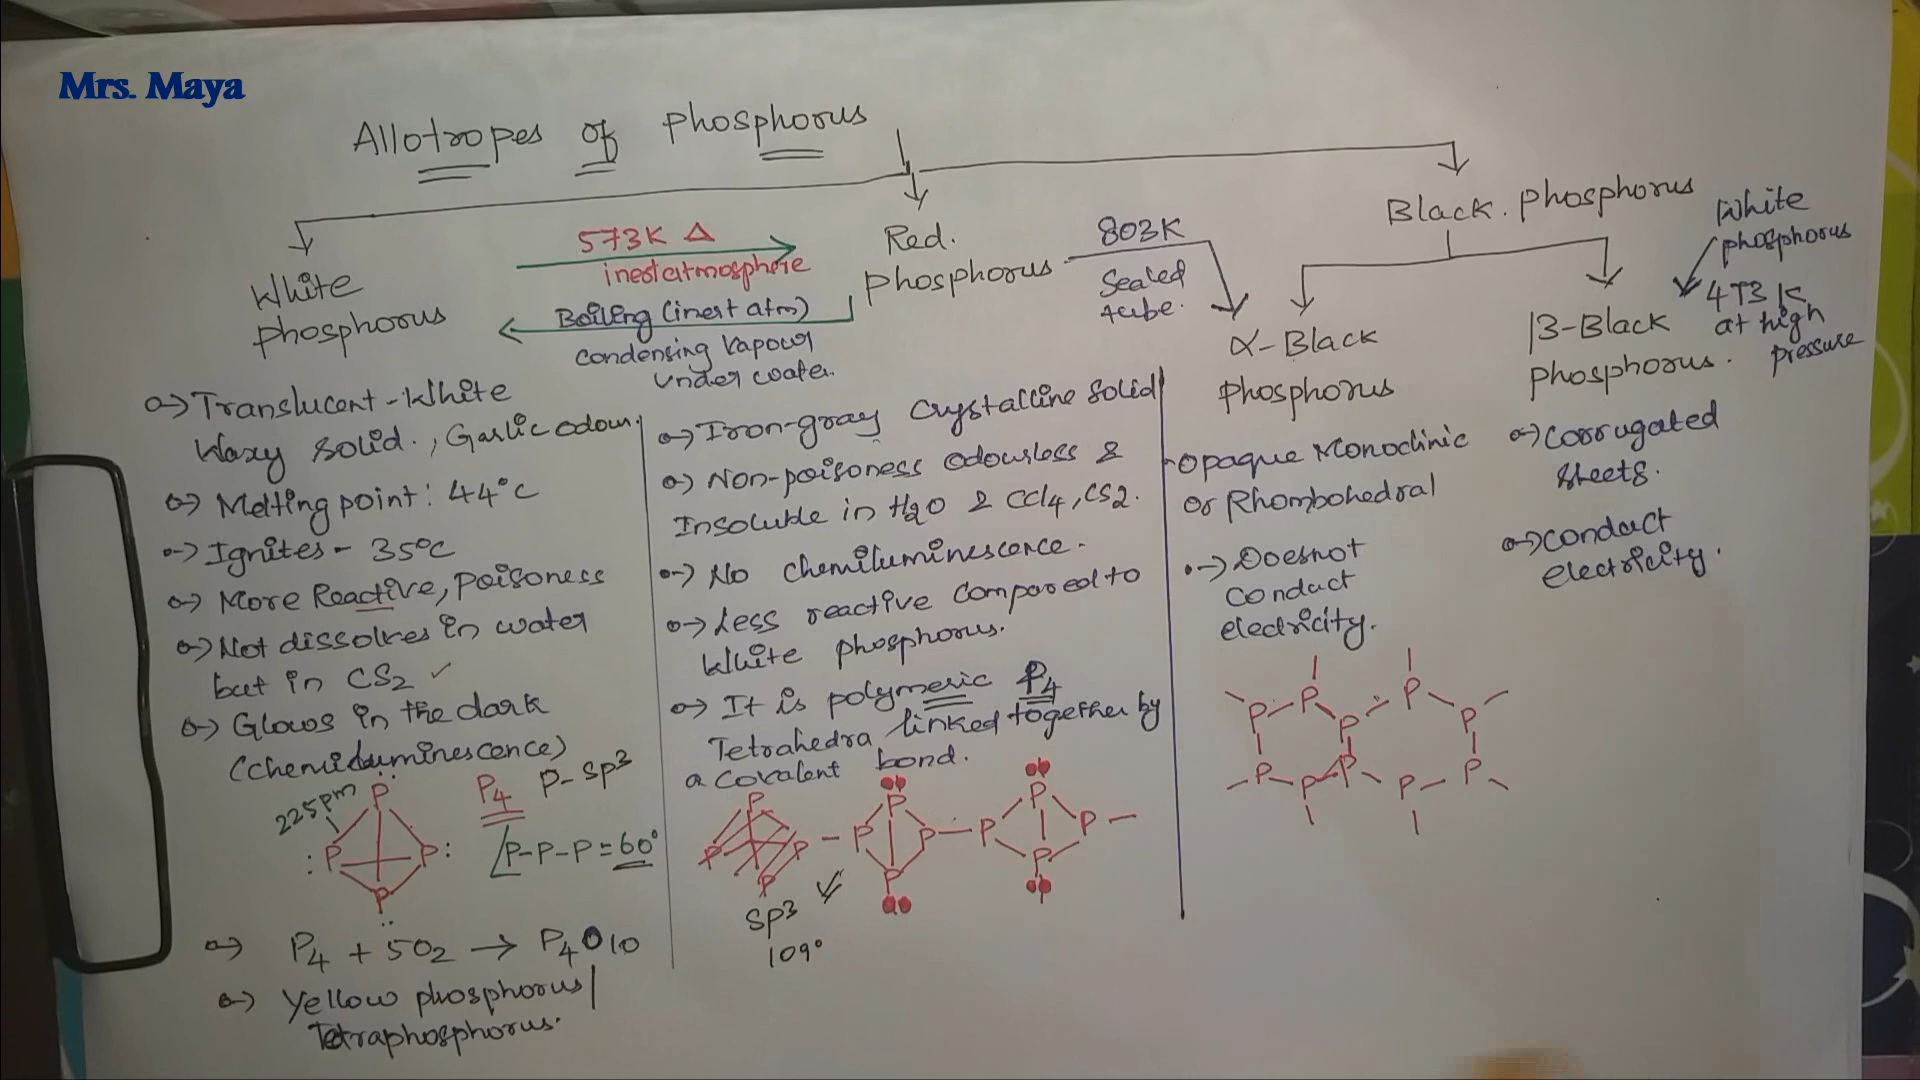 Mrs. Maya
Allotropes of phosphorus
White
phosphorus
573K Δ
inert atmosphere
Boiling (inert atm)
condensing vapour
under water.
Red.
phosphorus
803K
Sealed
tube.
Black. phosphorus
α-Black
phosphorus
β-Black
phosphorus.
White
phosphorus
473 K
at high
pressure
Translucent-White
Waxy solid., Garlic odour.
Melting point: 44°C
Ignites - 35°C
More Reactive, poisoness
Not dissolves in water
but in CS2 ✓
Glows in the dark
(chemiluminescence)
225pm
P
P
P:
P
:
P4 P-sp3
∠P-P-P=60°
P4 + 5O2 → P4O10
Yellow phosphorus/
Tetraphosphorus.
Iron-gray crystalline solid
Non-poisoness odourless &
Insoluble in H2O & CCl4, CS2.
No chemiluminescence.
Less reactive compared to
White phosphorus.
It is polymeric P4
Tetrahedra linked together by
a covalent bond.
P P P
P P - P P - P P -
P P P
sp3
109°
opaque Monoclinic
or Rhombohedral
Doesnot
conduct
electricity.
P P P P P
P P P P P
corrugated
sheets.
conduct
electricity.